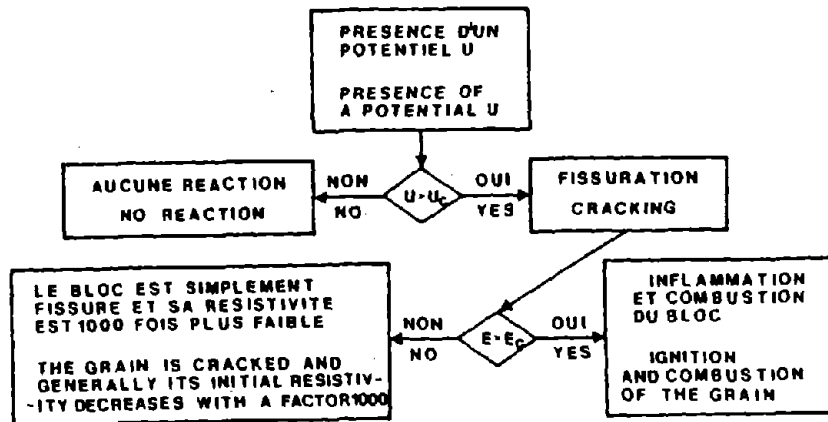 PRESENCE D'UN
POTENTIEL U
PRESENCE OF
A POTENTIAL U
AUCUNE REACTION
NO REACTION
NON
NO
U > Uc
OUI
YES
FISSURATION
CRACKING
LE BLOC EST SIMPLEMENT
FISSURE ET SA RESISTIVITE
EST 1000 FOIS PLUS FAIBLE
THE GRAIN IS CRACKED AND
GENERALLY ITS INITIAL RESISTIV-
-ITY DECREASES WITH A FACTOR 1000
NON
NO
E > Ec
OUI
YES
INFLAMMATION
ET COMBUSTION
DU BLOC
IGNITION
AND COMBUSTION
OF THE GRAIN